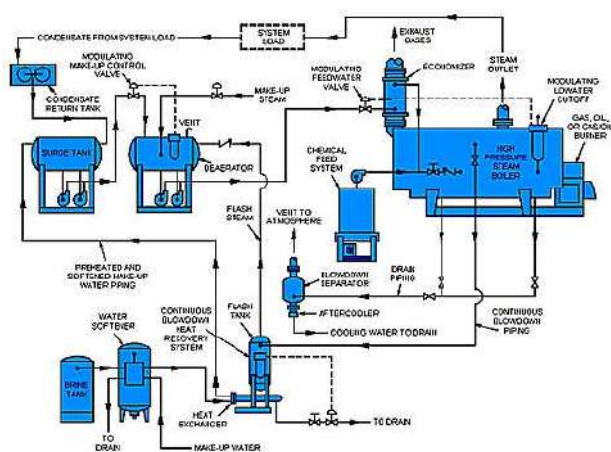 CONDENSATE FROM SYSTEM LOAD
SYSTEM
LOAD
EXHAUST
GASES
MODULATING
MAKE-UP CONTROL
VALVE
ECONOMIZER
STEAM
OUTLET
MODULATING
FEEDWATER
VALVE
MODULATING
LOWATER
CUTOFF
CONDENSATE
RETURN TANK
MAKE-UP
STEAM
GAS, OIL,
OR GAS/OIL
BURNER
VENT
SURGE TANK
DEAERATOR
CHEMICAL
FEED
SYSTEM
HIGH
PRESSURE
STEAM
BOILER
FLASH
STEAM
VENT TO
ATMOSPHERE
PREHEATED AND
SOFTENED MAKE-UP
WATER PIPING
BLOWDOWN
SEPARATOR
DRAIN
PIPING
AFTERCOOLER
COOLING WATER TO DRAIN
CONTINUOUS
BLOWDOWN
PIPING
WATER
SOFTENER
CONTINUOUS
BLOWDOWN
HEAT
RECOVERY
SYSTEM
FLASH
TANK
BRINE
TANK
HEAT
EXCHANGER
TO DRAIN
TO
DRAIN
MAKE-UP WATER